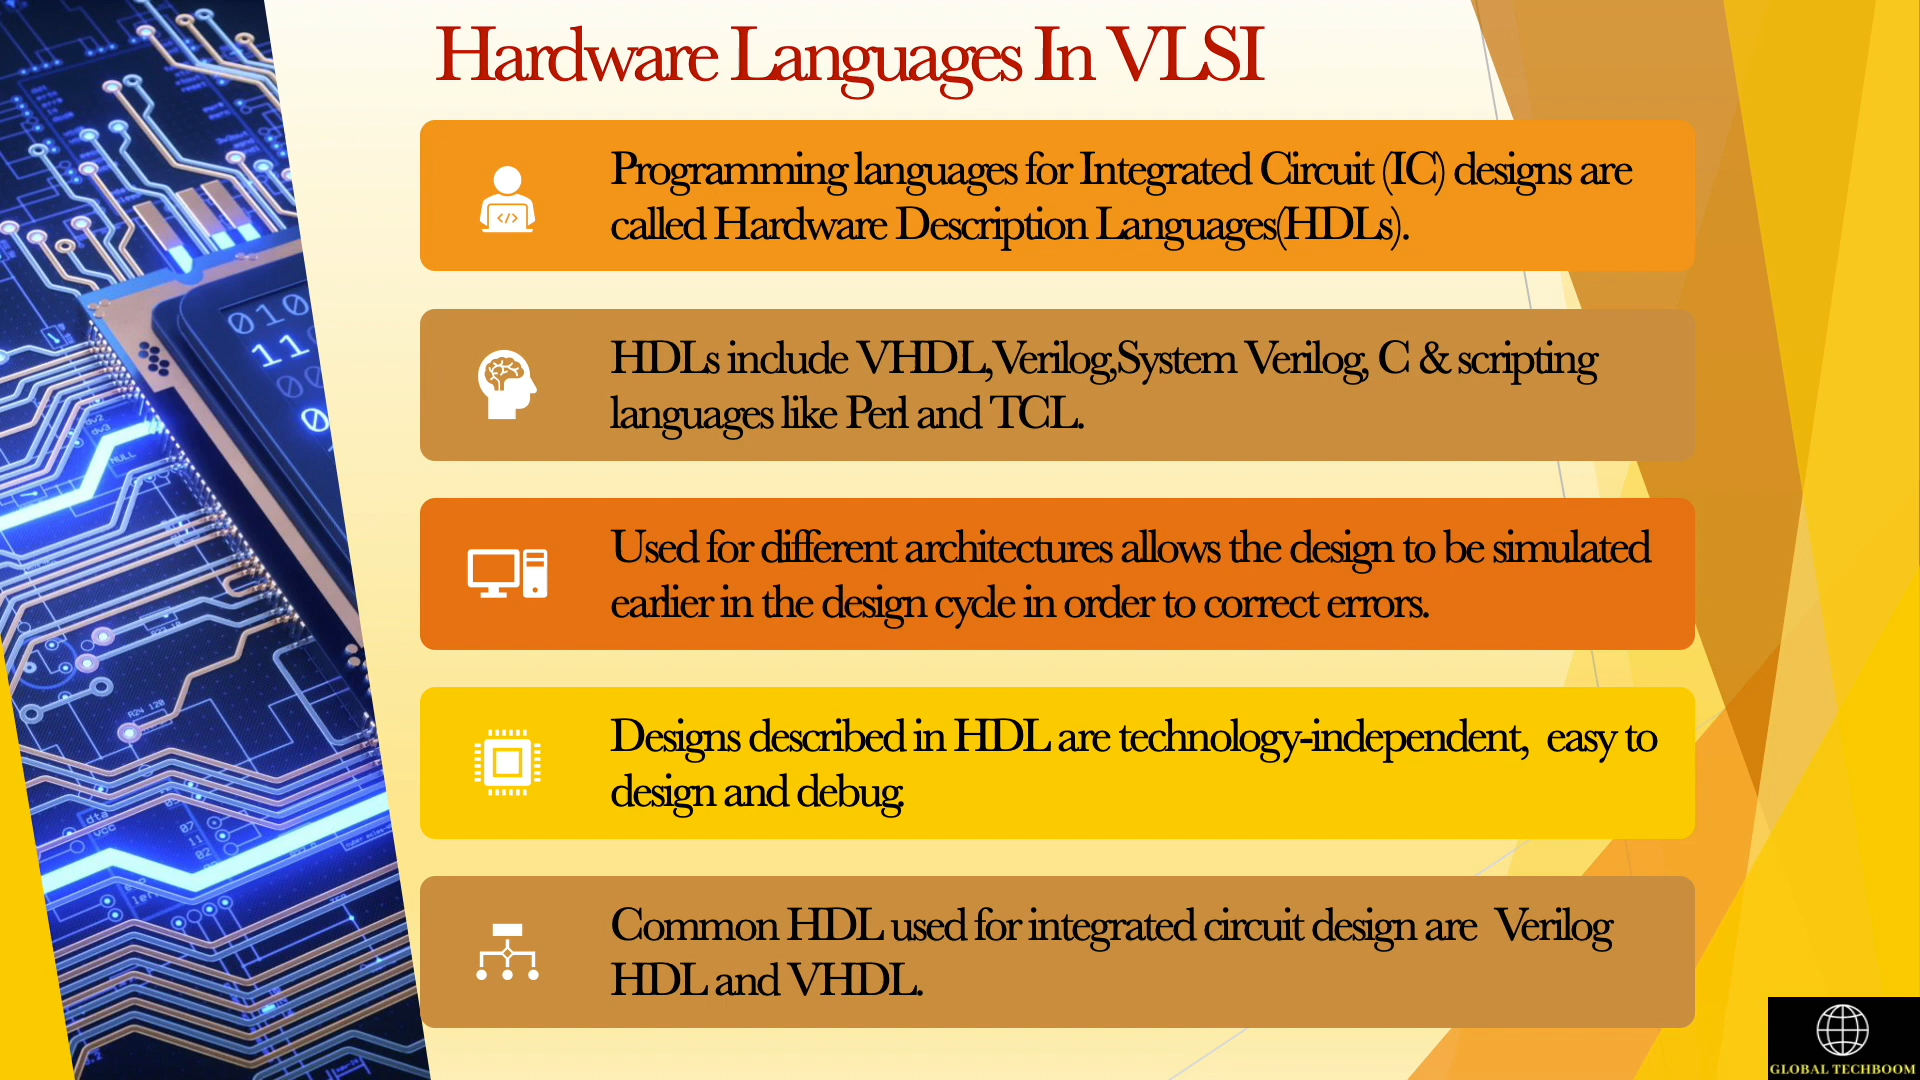 Hardware Languages In VLSI
Programming languages for Integrated Circuit (IC) designs are
called Hardware Description Languages(HDLs).
HDLs include VHDL,Verilog,System Verilog, C & scripting
languages like Perl and TCL.
Used for different architectures allows the design to be simulated
earlier in the design cycle in order to correct errors.
Designs described in HDL are technology-independent, easy to
design and debug.
Common HDL used for integrated circuit design are Verilog
HDL and VHDL.
GLOBAL TECHBOOM